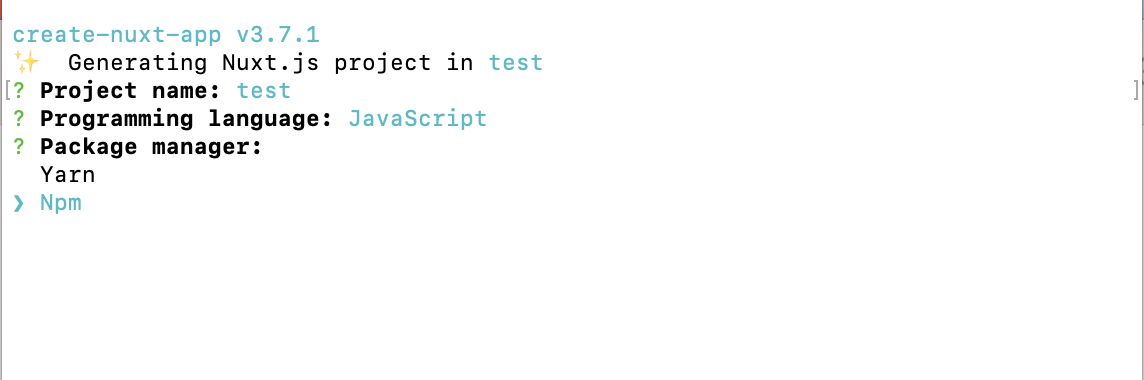 create-nuxt-app v3.7.1
✨ Generating Nuxt.js project in test
[? Project name: test ]
? Programming language: JavaScript
? Package manager:
Yarn
❯ Npm